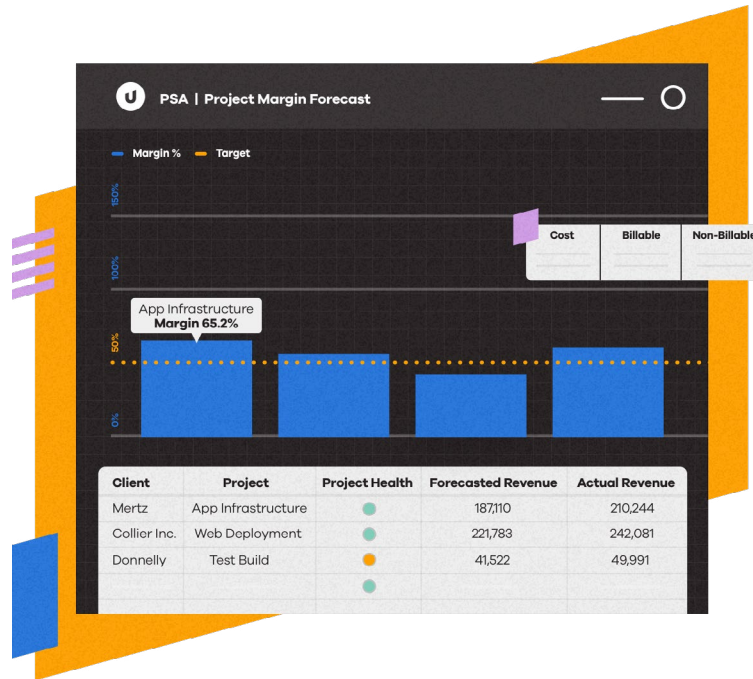 U PSA | Project Margin Forecast
Margin % Target
150%
Cost Billable Non-Billable
100%
App Infrastructure
Margin 65.2%
50%
0%
Client Project Project Health Forecasted Revenue Actual Revenue
Mertz App Infrastructure 187,110 210,244
Collier Inc. Web Deployment 221,783 242,081
Donnelly Test Build 41,522 49,991